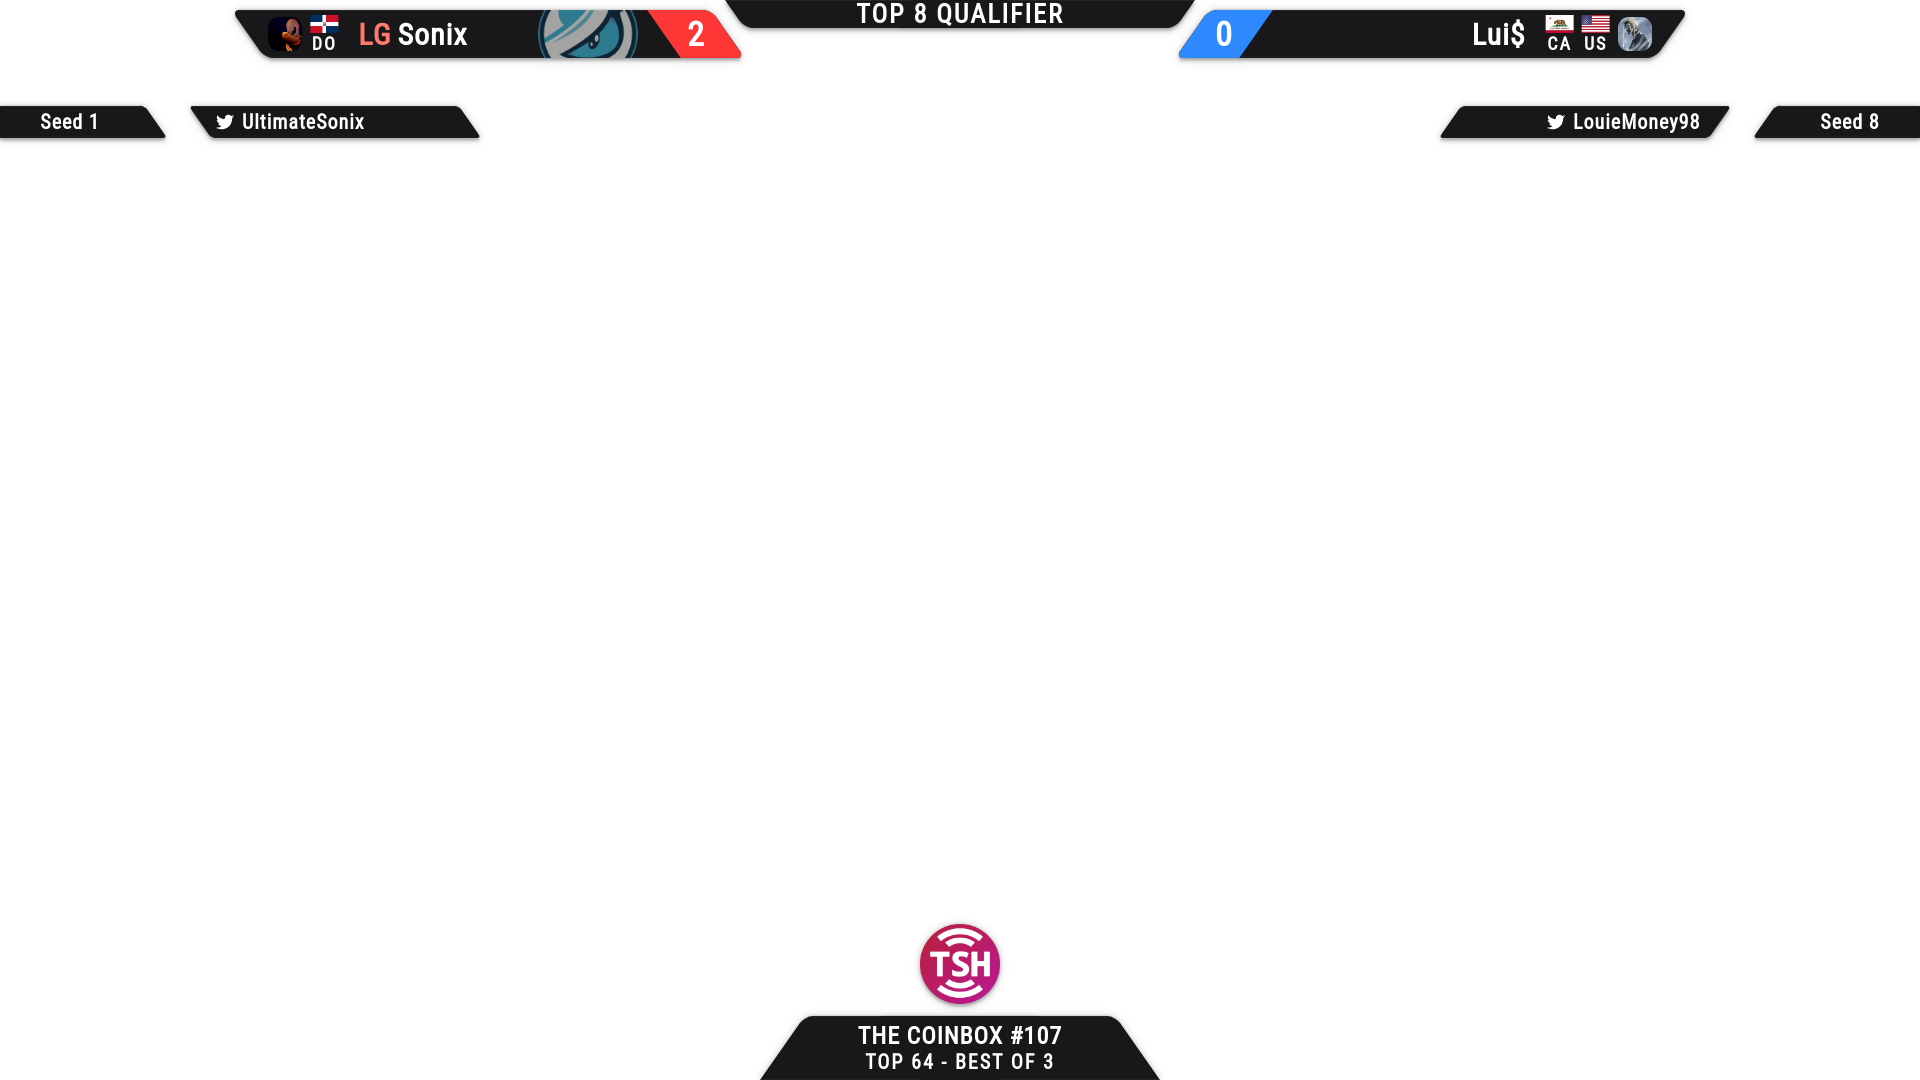 TOP 8 QUALIFIER
DO LG Sonix 2
0 Lui$ CA US
Seed 1 UltimateSonix
LouieMoney98 Seed 8
TSH
THE COINBOX #107
TOP 64 - BEST OF 3